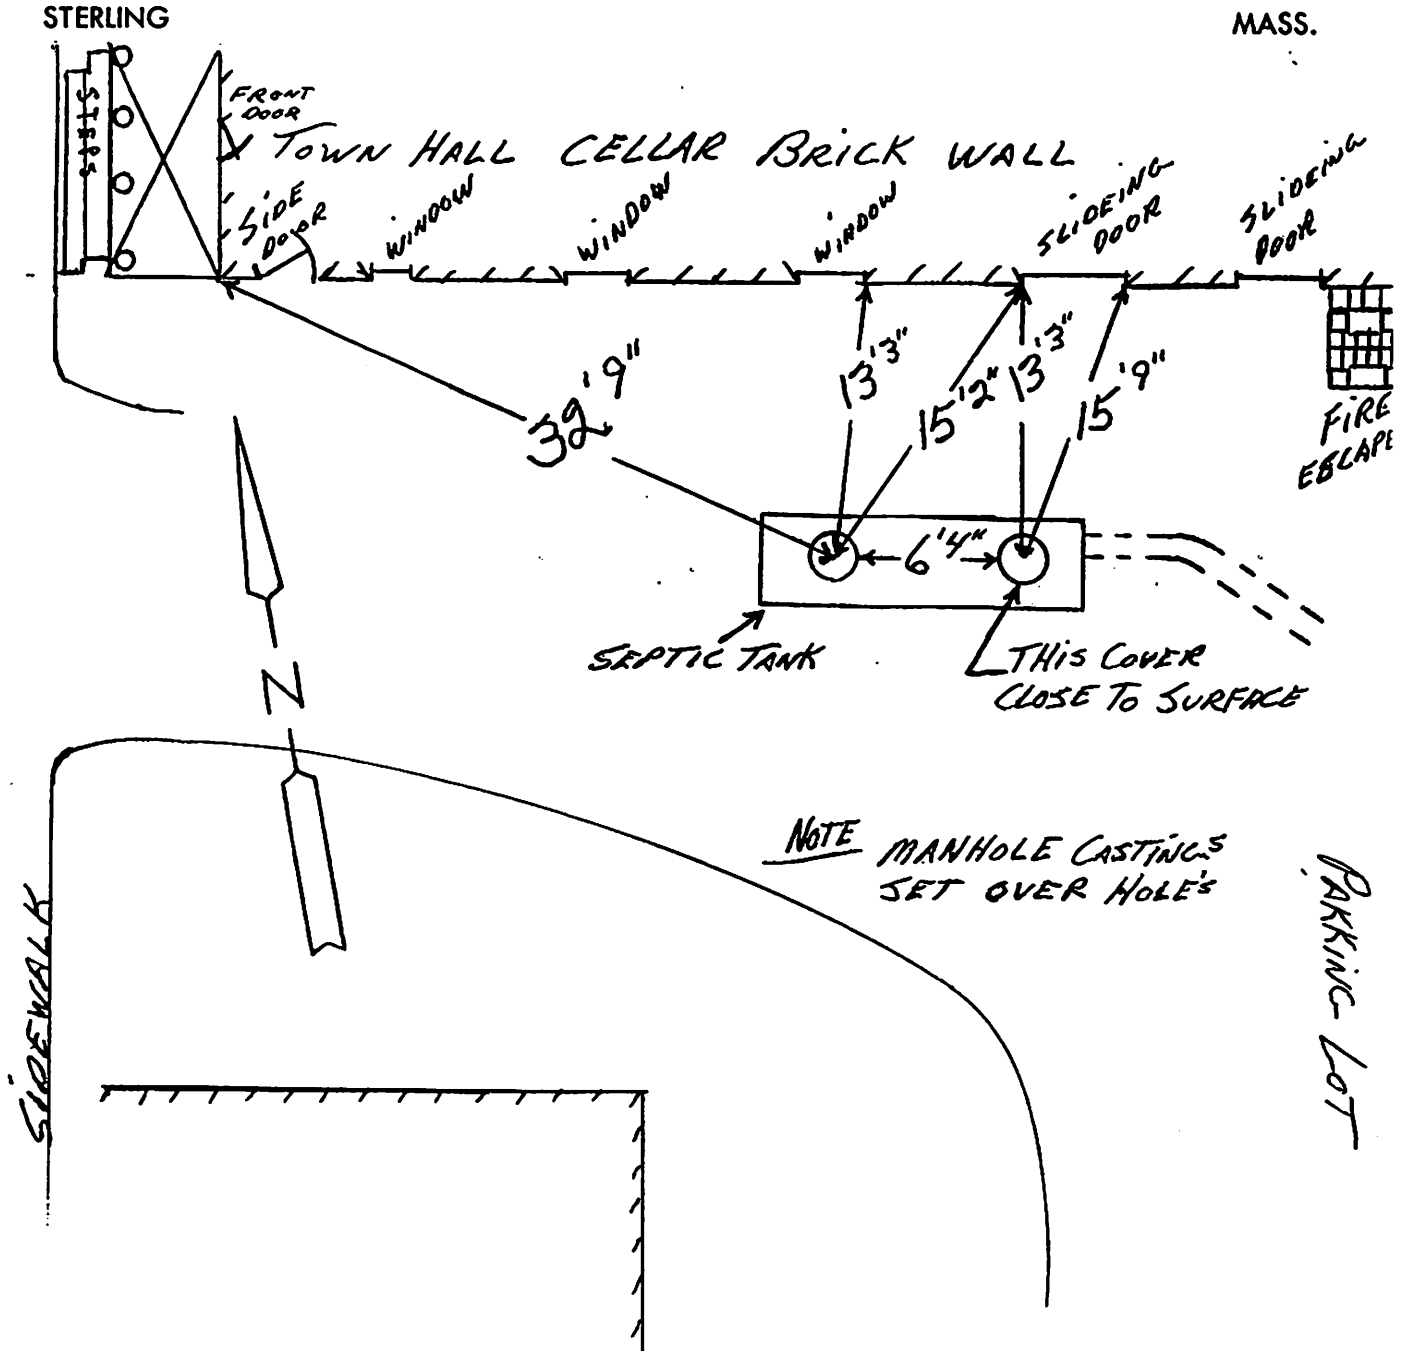 STERLING
MASS.
STEPS
FRONT
DOOR
TOWN HALL CELLAR BRICK WALL
SIDE
DOOR
WINDOW
WINDOW
WINDOW
SLIDEING
DOOR
SLIDEING
DOOR
32'9"
13'3"
15'2"
13'3"
15'9"
FIRE
ESCAPE
6'4"
SEPTIC TANK
THIS COVER
CLOSE TO SURFACE
N
NOTE MANHOLE CASTINGS
SET OVER HOLE'S
SIDEWALK
PARKING LOT